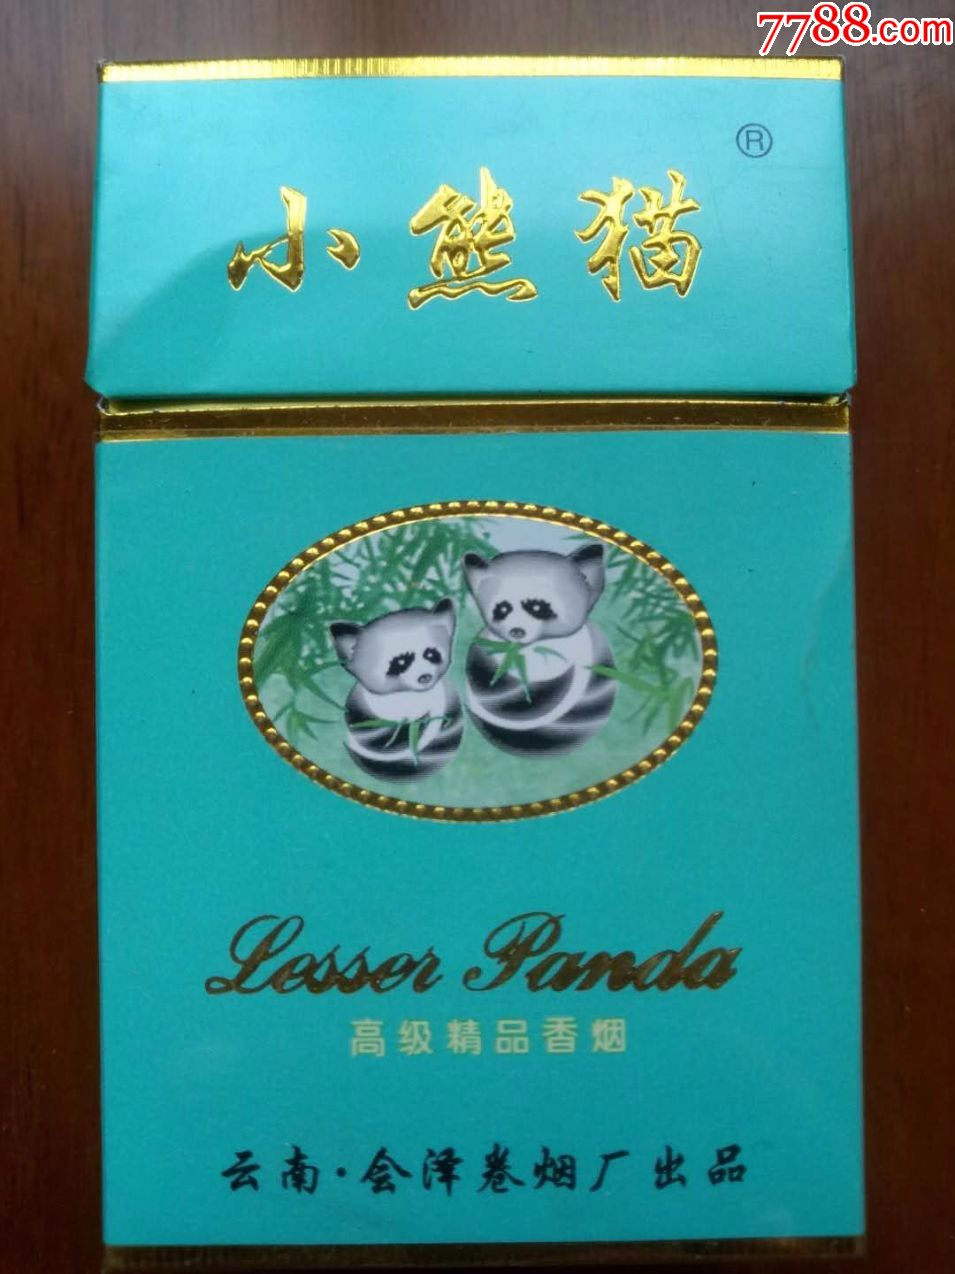 7788.com
®
小熊猫
Lesser Panda
高级精品香烟
云南·会泽卷烟厂出品